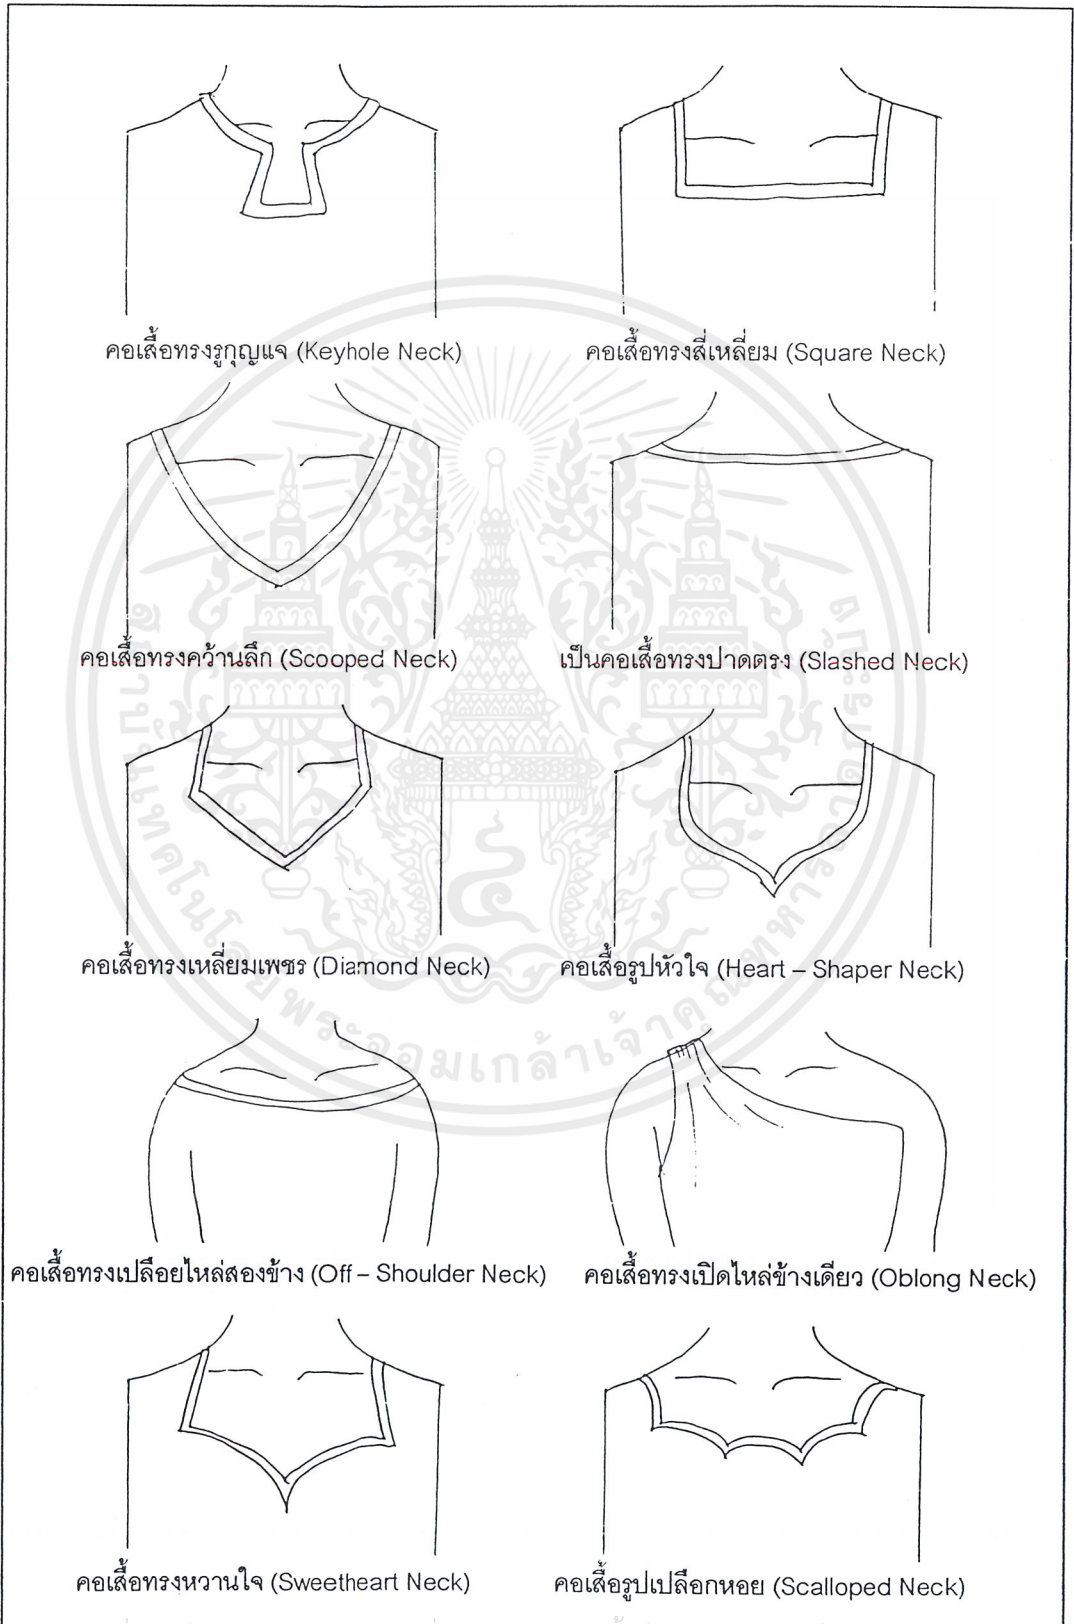 คอเสื้อทรงรูกุญแจ (Keyhole Neck)
คอเสื้อทรงสี่เหลี่ยม (Square Neck)
คอเสื้อทรงคว้านลึก (Scooped Neck)
เป็นคอเสื้อทรงปาดตรง (Slashed Neck)
คอเสื้อทรงเหลี่ยมเพชร (Diamond Neck)
คอเสื้อรูปหัวใจ (Heart – Shaper Neck)
คอเสื้อทรงเปลือยไหล่สองข้าง (Off – Shoulder Neck)
คอเสื้อทรงเปิดไหล่ข้างเดียว (Oblong Neck)
คอเสื้อทรงหวานใจ (Sweetheart Neck)
คอเสื้อรูปเปลือกหอย (Scalloped Neck)